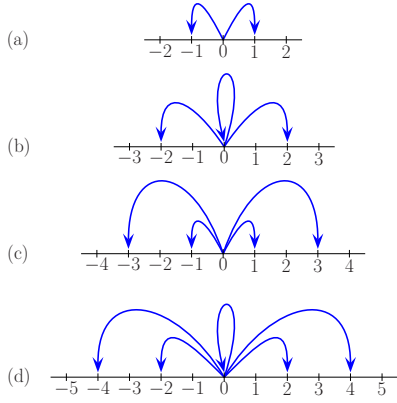 (a) −2 −1 0 1 2
(b) −3 −2 −1 0 1 2 3
(c) −4 −3 −2 −1 0 1 2 3 4
(d) −5 −4 −3 −2 −1 0 1 2 3 4 5